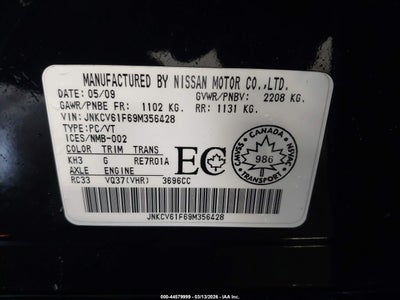 MANUFACTURED BY NISSAN MOTOR CO.,LTD.
DATE: 05/09 GVWR/PNBV: 2208 KG.
GAWR/PNBE FR: 1102 KG. RR: 1131 KG.
VIN: JNKCV61F69M356428
TYPE: PC/VT
ICES/NMB-002
COLOR TRIM TRANS
KH3 G RE7R01A
AXLE ENGINE
RC33 VQ37(VHR) 3696CC
EC
CANADA
986
TRANSPORT
JNKCV61F69M356428
000-44579999 - 03/13/2026 - IAA Inc.